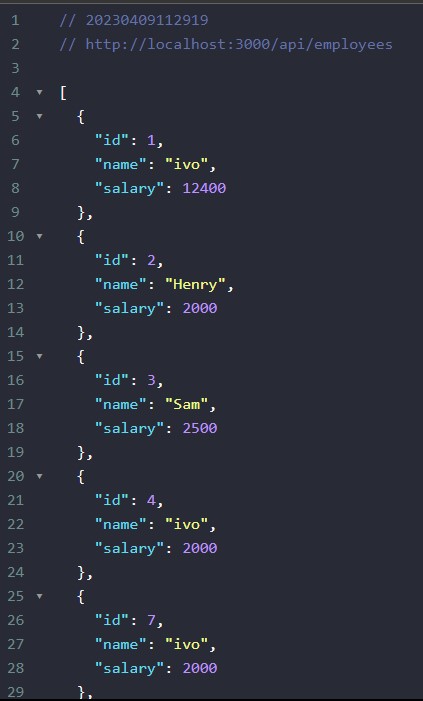 1 // 20230409112919
2 // http://localhost:3000/api/employees
3
4 [
5 {
6 "id": 1,
7 "name": "ivo",
8 "salary": 12400
9 },
10 {
11 "id": 2,
12 "name": "Henry",
13 "salary": 2000
14 },
15 {
16 "id": 3,
17 "name": "Sam",
18 "salary": 2500
19 },
20 {
21 "id": 4,
22 "name": "ivo",
23 "salary": 2000
24 },
25 {
26 "id": 7,
27 "name": "ivo",
28 "salary": 2000
29 },